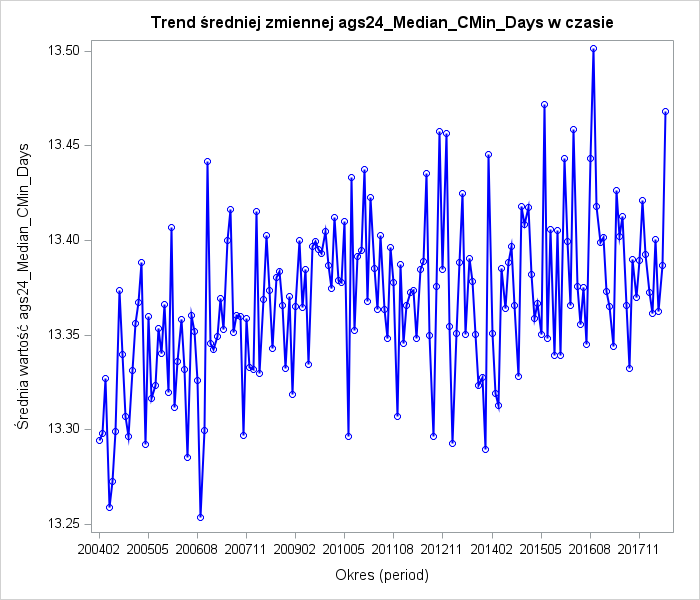 Trend średniej zmiennej ags24_Median_CMin_Days w czasie
Średnia wartość ags24_Median_CMin_Days
13.50
13.45
13.40
13.35
13.30
13.25
200402 200505 200608 200711 200902 201005 201108 201211 201402 201505 201608 201711
Okres (period)